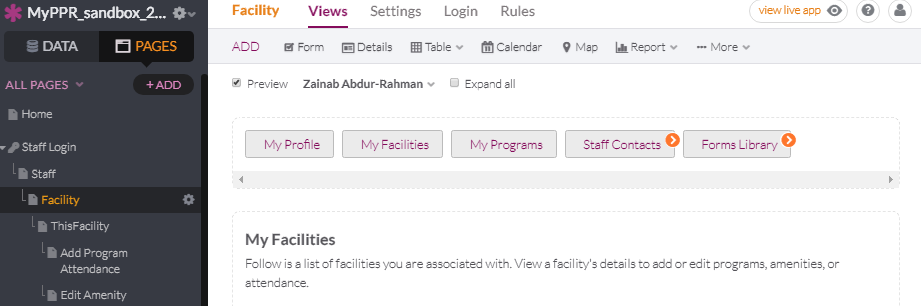 MyPPR_sandbox_2...
DATA
PAGES
ALL PAGES
+ ADD
Home
Staff Login
Staff
Facility
ThisFacility
Add Program
Attendance
Edit Amenity
Facility
Views
Settings
Login
Rules
view live app
?
ADD
Form
Details
Table
Calendar
Map
Report
More
Preview
Zainab Abdur-Rahman
Expand all
My Profile
My Facilities
My Programs
Staff Contacts
Forms Library
My Facilities
Follow is a list of facilities you are associated with. View a facility's details to add or edit programs, amenities, or
attendance.